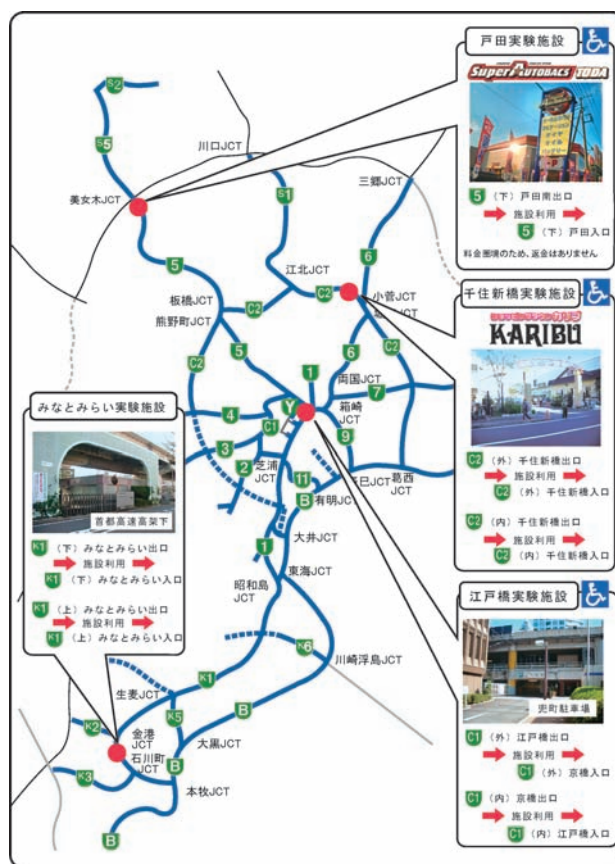 戸田実験施設
SuperAUTOBACS TODA
5 (下) 戸田南出口
施設利用
5 (下) 戸田入口
料金圏境のため、返金はありません
千住新橋実験施設
KARIBU
C2 (外) 千住新橋出口
施設利用
C2 (外) 千住新橋入口
C2 (内) 千住新橋出口
施設利用
C2 (内) 千住新橋入口
江戸橋実験施設
兜町駐車場
C1 (外) 江戸橋出口
施設利用
C1 (外) 京橋入口
C1 (内) 京橋出口
施設利用
C1 (内) 江戸橋入口
みなとみらい実験施設
首都高速高架下
K1 (下) みなとみらい出口
施設利用
K1 (下) みなとみらい入口
K1 (上) みなとみらい出口
施設利用
K1 (上) みなとみらい入口
S2
S5
川口JCT
三郷JCT
S1
美女木JCT
5
6
江北JCT
板橋JCT
C2
C2
小菅JCT
熊野町JCT
C2
5
6
C2
1
両国JCT
7
4
Y
箱崎
JCT
C1
3
9
2
芝浦
JCT
11
葛西
JCT
有明JCT
B
大井JCT
1
東海JCT
昭和島
JCT
K6
川崎浮島JCT
生麦JCT
K1
K2
K5
B
金港
JCT
大黒JCT
石川町
JCT
K3
B
本牧JCT
B